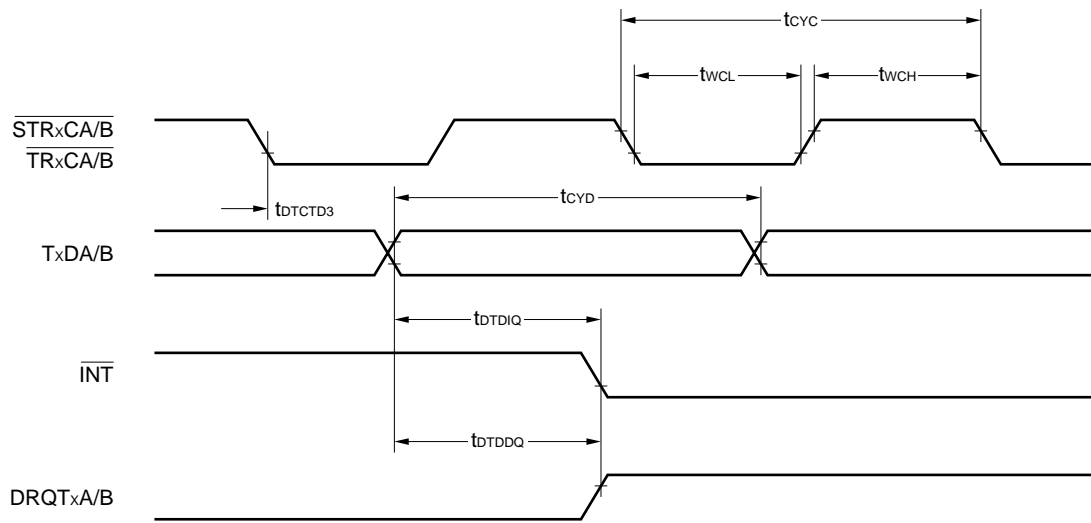 tCYC
tWCL
tWCH
STRxCA/B
TRxCA/B
tDTCTD3
tCYD
TxDA/B
tDTDIQ
INT
tDTDDQ
DRQTxA/B